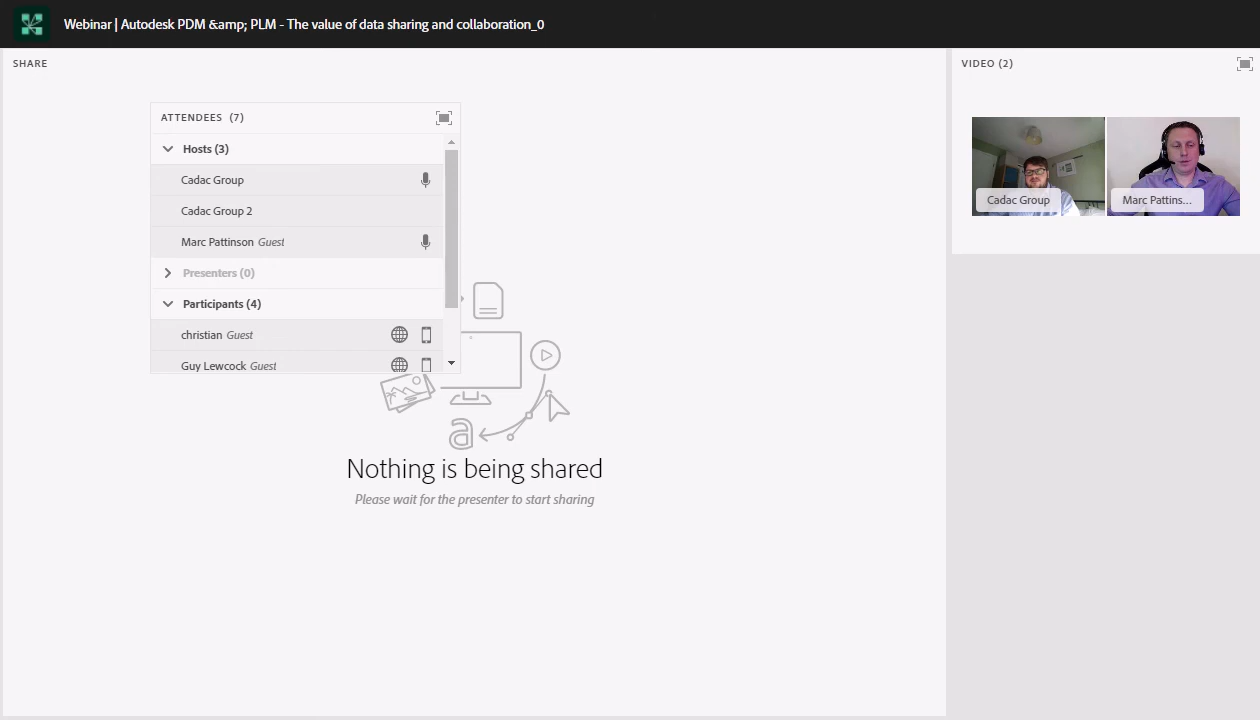 Webinar | Autodesk PDM &amp; PLM - The value of data sharing and collaboration_0
SHARE
ATTENDEES (7)
Hosts (3)
Cadac Group
Cadac Group 2
Marc Pattinson Guest
Presenters (0)
Participants (4)
christian Guest
Guy Lewcock Guest
a
Nothing is being shared
Please wait for the presenter to start sharing
VIDEO (2)
Cadac Group
Marc Pattins...